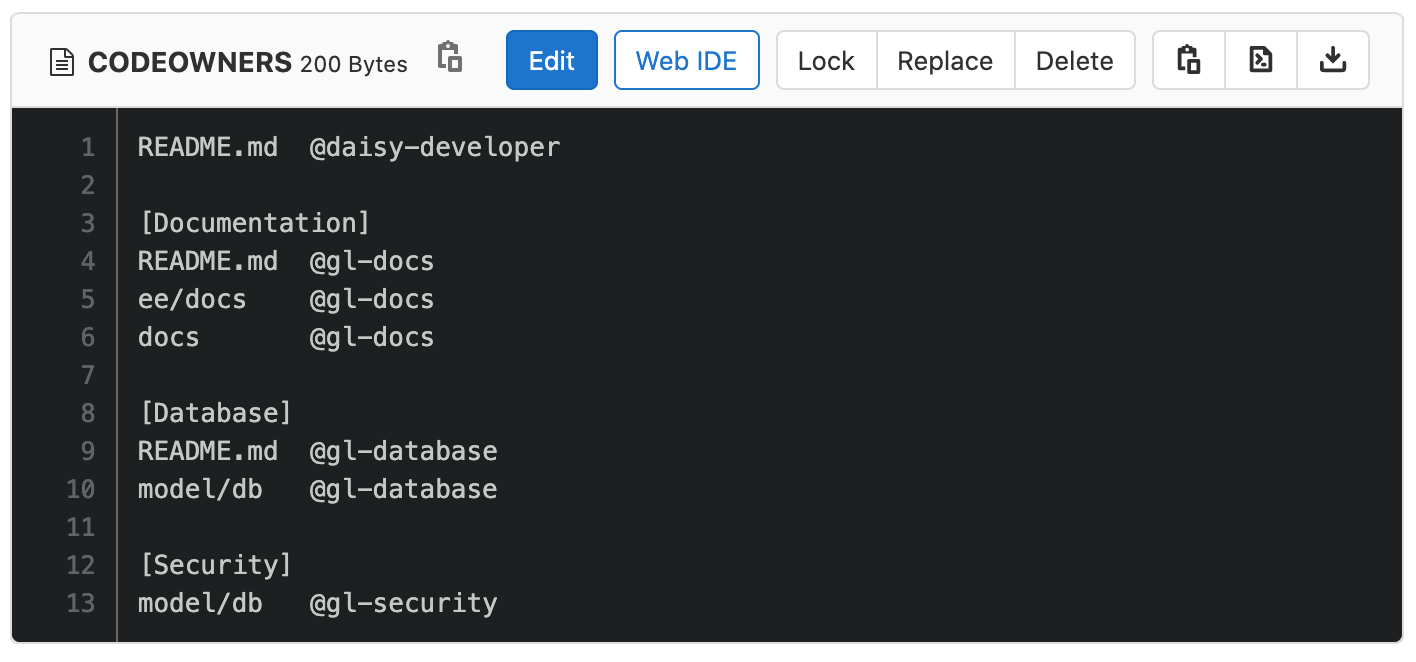 CODEOWNERS 200 Bytes Edit Web IDE Lock Replace Delete
1 README.md @daisy-developer
2
3 [Documentation]
4 README.md @gl-docs
5 ee/docs @gl-docs
6 docs @gl-docs
7
8 [Database]
9 README.md @gl-database
10 model/db @gl-database
11
12 [Security]
13 model/db @gl-security